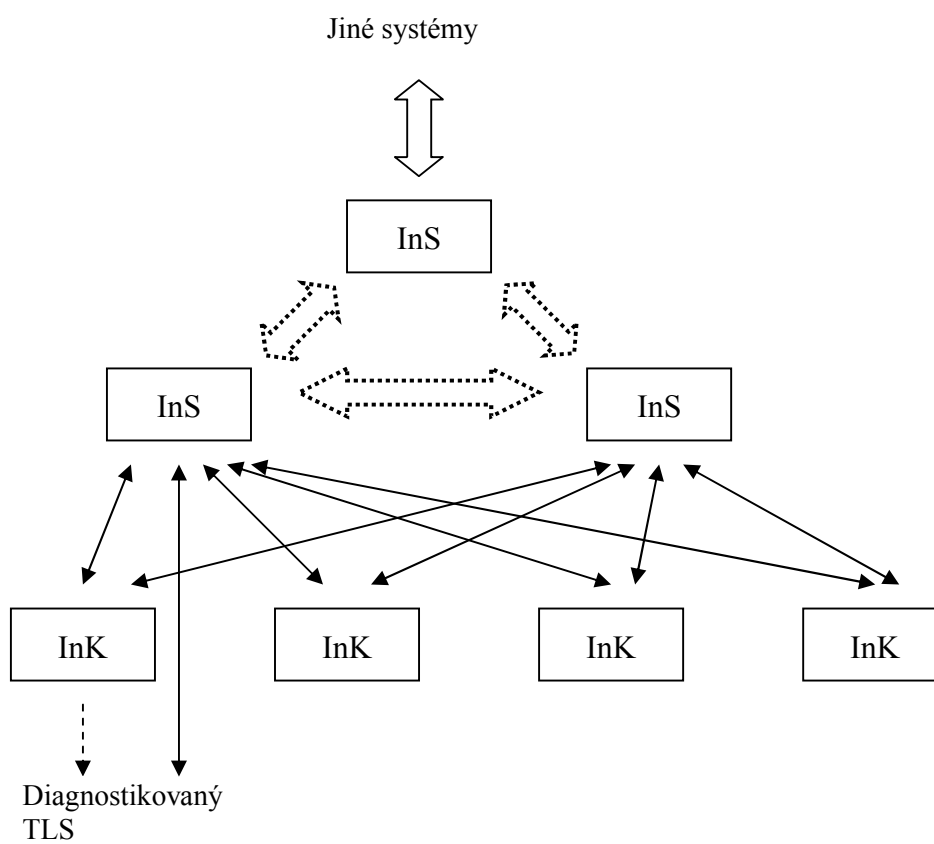 Jiné systémy
InS
InS
InS
InK
InK
InK
InK
Diagnostikovaný
TLS